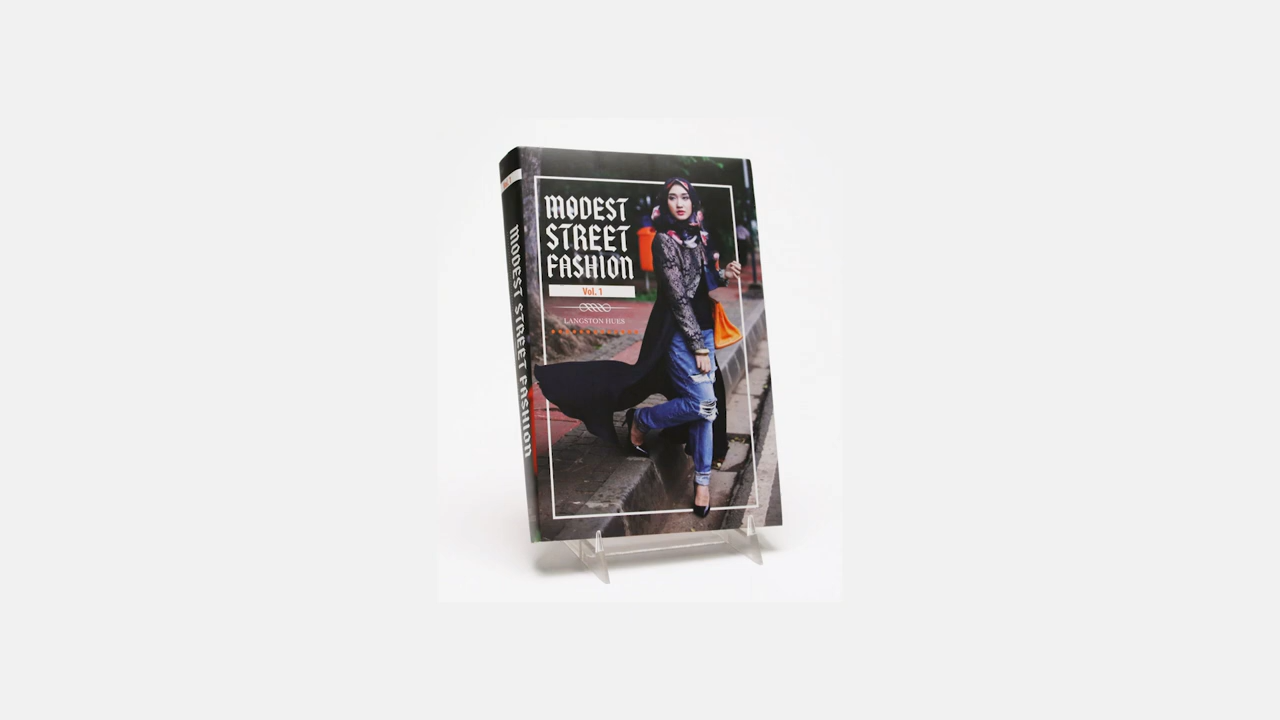 MODEST
STREET
FASHION
Vol. 1
LANGSTON HUES
MODEST STREET FASHION